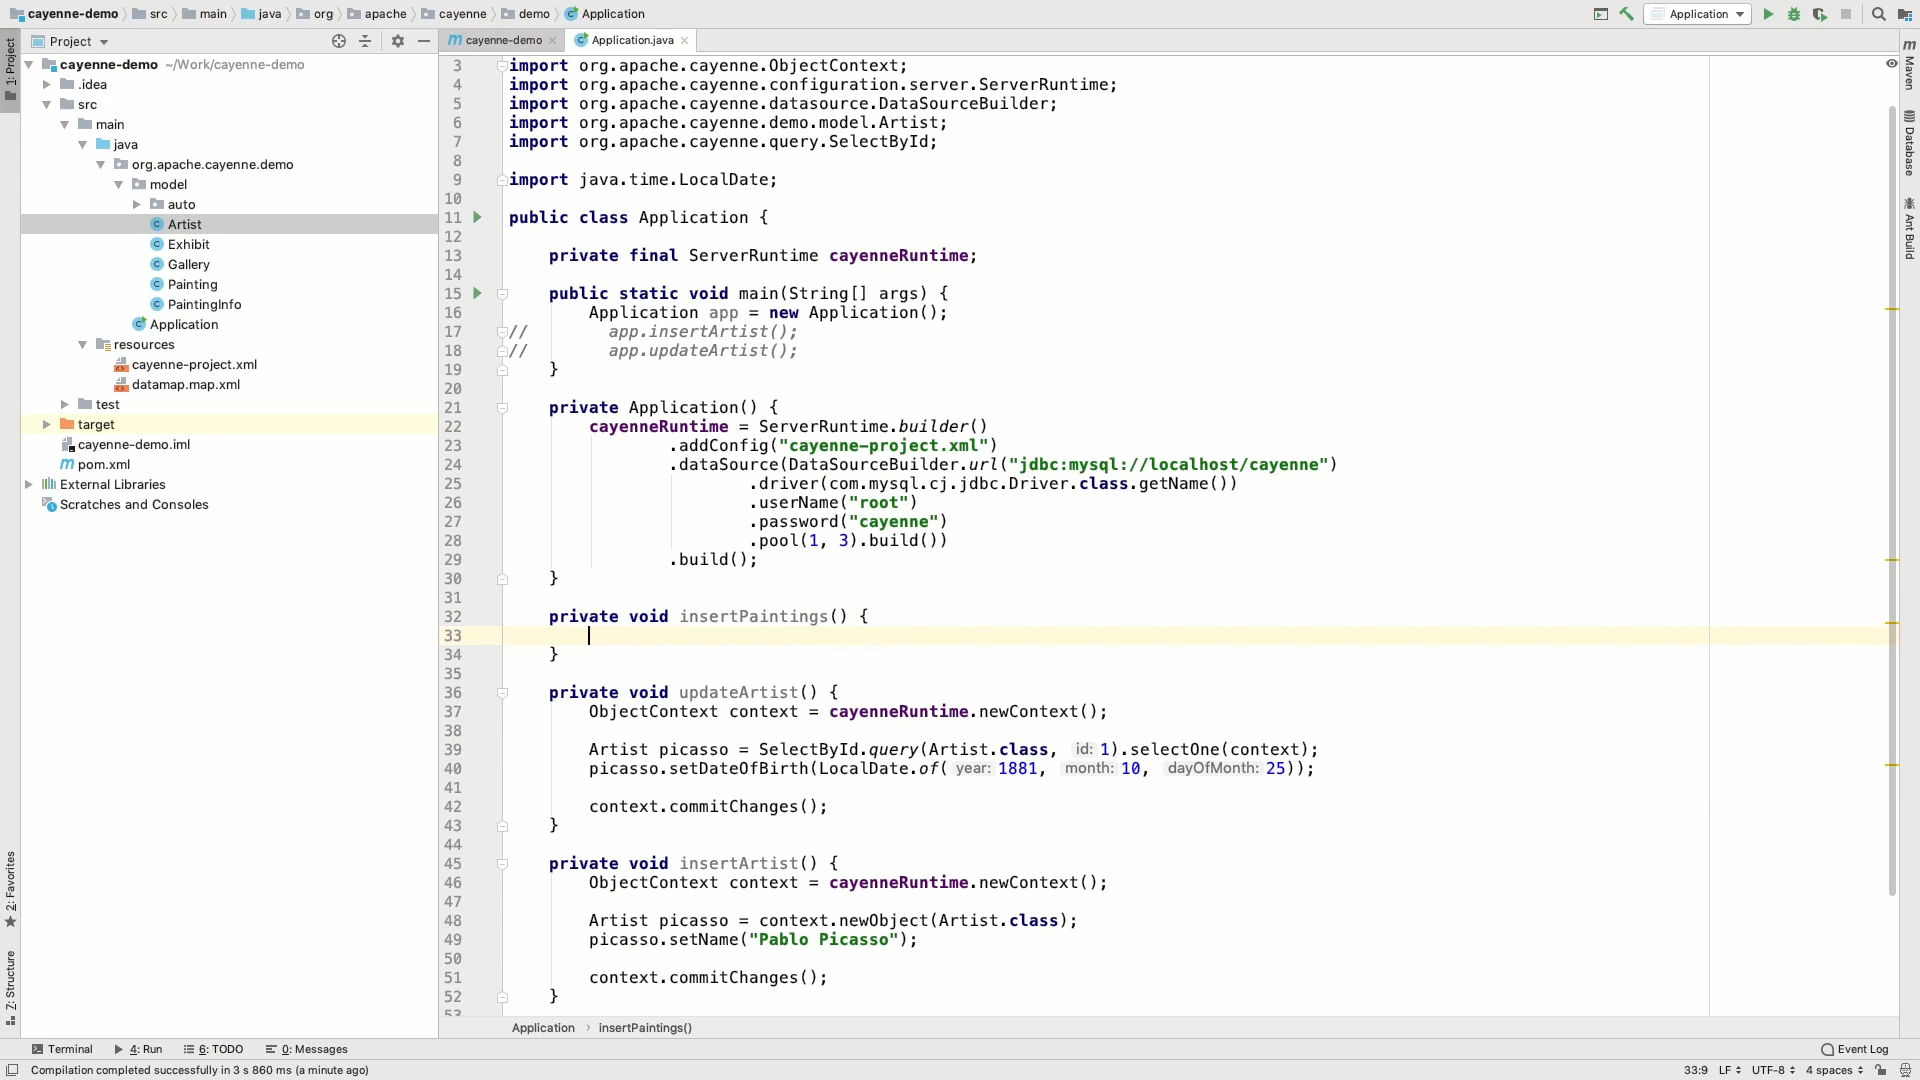 cayenne-demo src main java org apache cayenne demo Application
Application
Project
cayenne-demo
Application.java
1: Project
cayenne-demo ~/Work/cayenne-demo
.idea
src
main
java
org.apache.cayenne.demo
model
auto
Artist
Exhibit
Gallery
Painting
PaintingInfo
Application
resources
cayenne-project.xml
datamap.map.xml
test
target
cayenne-demo.iml
pom.xml
External Libraries
Scratches and Consoles
2: Favorites
7: Structure
3 import org.apache.cayenne.ObjectContext;
4 import org.apache.cayenne.configuration.server.ServerRuntime;
5 import org.apache.cayenne.datasource.DataSourceBuilder;
6 import org.apache.cayenne.demo.model.Artist;
7 import org.apache.cayenne.query.SelectById;
8
9 import java.time.LocalDate;
10
11 public class Application {
12
13 private final ServerRuntime cayenneRuntime;
14
15 public static void main(String[] args) {
16 Application app = new Application();
17 // app.insertArtist();
18 // app.updateArtist();
19 }
20
21 private Application() {
22 cayenneRuntime = ServerRuntime.builder()
23 .addConfig("cayenne-project.xml")
24 .dataSource(DataSourceBuilder.url("jdbc:mysql://localhost/cayenne")
25 .driver(com.mysql.cj.jdbc.Driver.class.getName())
26 .userName("root")
27 .password("cayenne")
28 .pool(1, 3).build())
29 .build();
30 }
31
32 private void insertPaintings() {
33
34 }
35
36 private void updateArtist() {
37 ObjectContext context = cayenneRuntime.newContext();
38
39 Artist picasso = SelectById.query(Artist.class, id: 1).selectOne(context);
40 picasso.setDateOfBirth(LocalDate.of( year: 1881, month: 10, dayOfMonth: 25));
41
42 context.commitChanges();
43 }
44
45 private void insertArtist() {
46 ObjectContext context = cayenneRuntime.newContext();
47
48 Artist picasso = context.newObject(Artist.class);
49 picasso.setName("Pablo Picasso");
50
51 context.commitChanges();
52 }
53
Maven
Database
Ant Build
Application insertPaintings()
Terminal 4: Run 6: TODO 0: Messages Event Log
Compilation completed successfully in 3 s 860 ms (a minute ago) 33:9 LF UTF-8 4 spaces